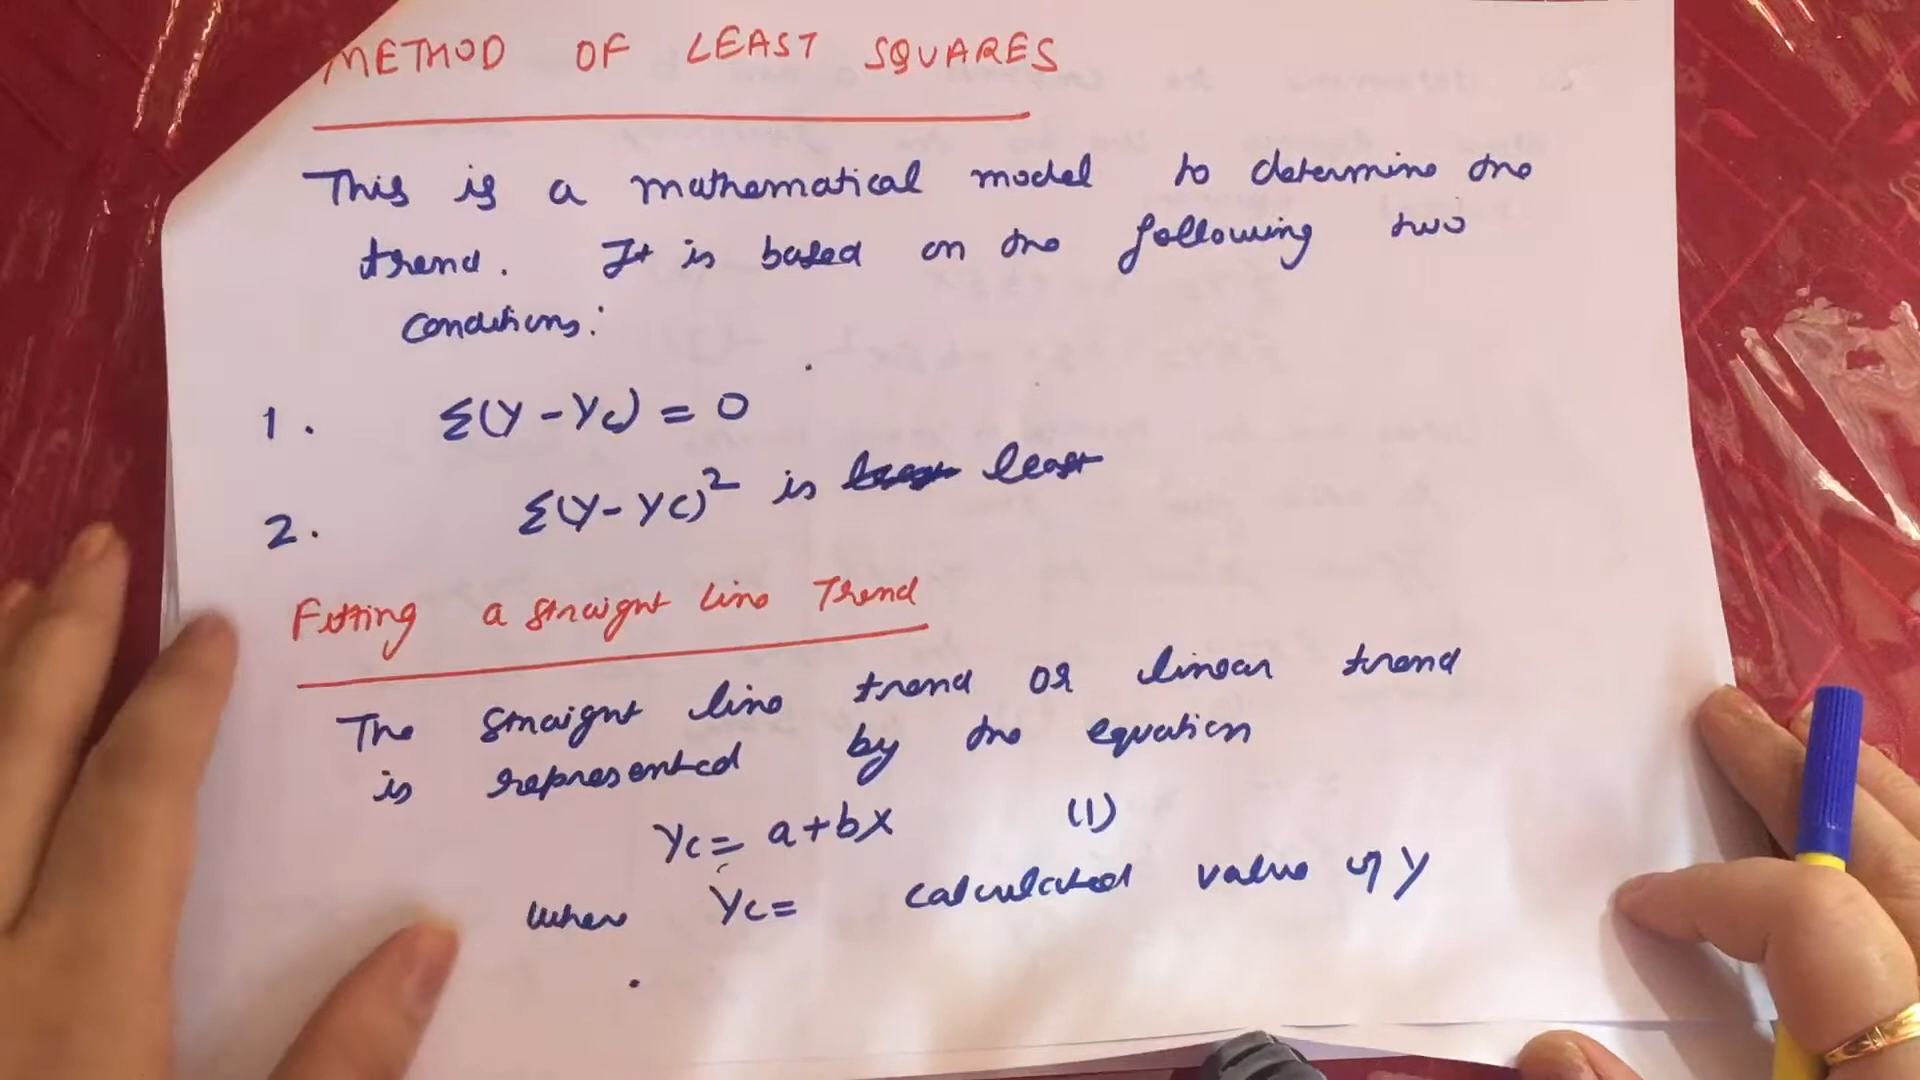 METHOD OF LEAST SQUARES
This is a mathematical model to determine the
trend. It is based on the following two
conditions:
1. Σ(Y-Yc) = 0
2. Σ(Y-Yc)² is least
Fitting a straight line Trend
The straight line trend or linear trend
is represented by the equation
Yc= a+bx (1)
where Yc= calculated value of Y